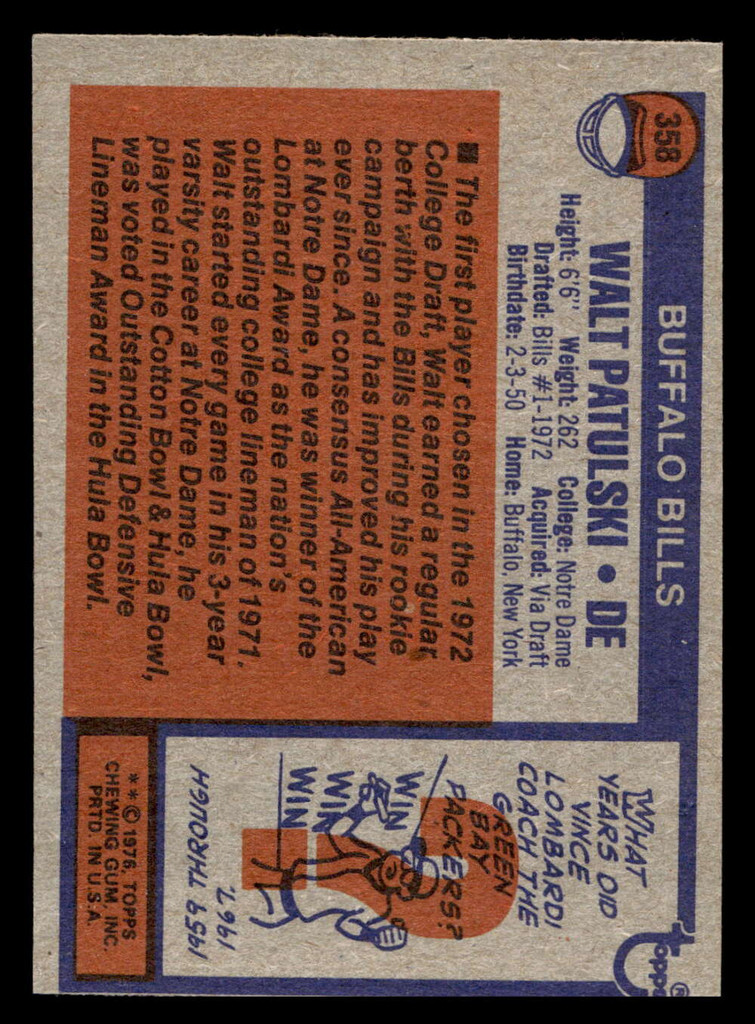 358
BUFFALO BILLS
WALT PATULSKI • DE
Height: 6'6" Weight: 262 College: Notre Dame
Drafted: Bills #1-1972 Acquired: Via Draft
Birthdate: 2-3-50 Home: Buffalo, New York
■ The first player chosen in the 1972
College Draft, Walt earned a regular
berth with the Bills during his rookie
campaign and has improved his play
ever since. A consensus All-American
at Notre Dame, he was winner of the
Lombardi Award as the nation's
outstanding college lineman of 1971.
Walt started every game in his 3-year
varsity career at Notre Dame, he
played in the Cotton Bowl & Hula Bowl,
was voted Outstanding Defensive
Lineman Award in the Hula Bowl.
Topps®
WHAT
YEARS DID
VINCE
LOMBARDI
COACH THE
GREEN
BAY
PACKERS?
WIN
WIN
WIN
1959 THROUGH
1967
** © 1976, TOPPS
CHEWING GUM, INC.
PRTD. IN U.S.A.